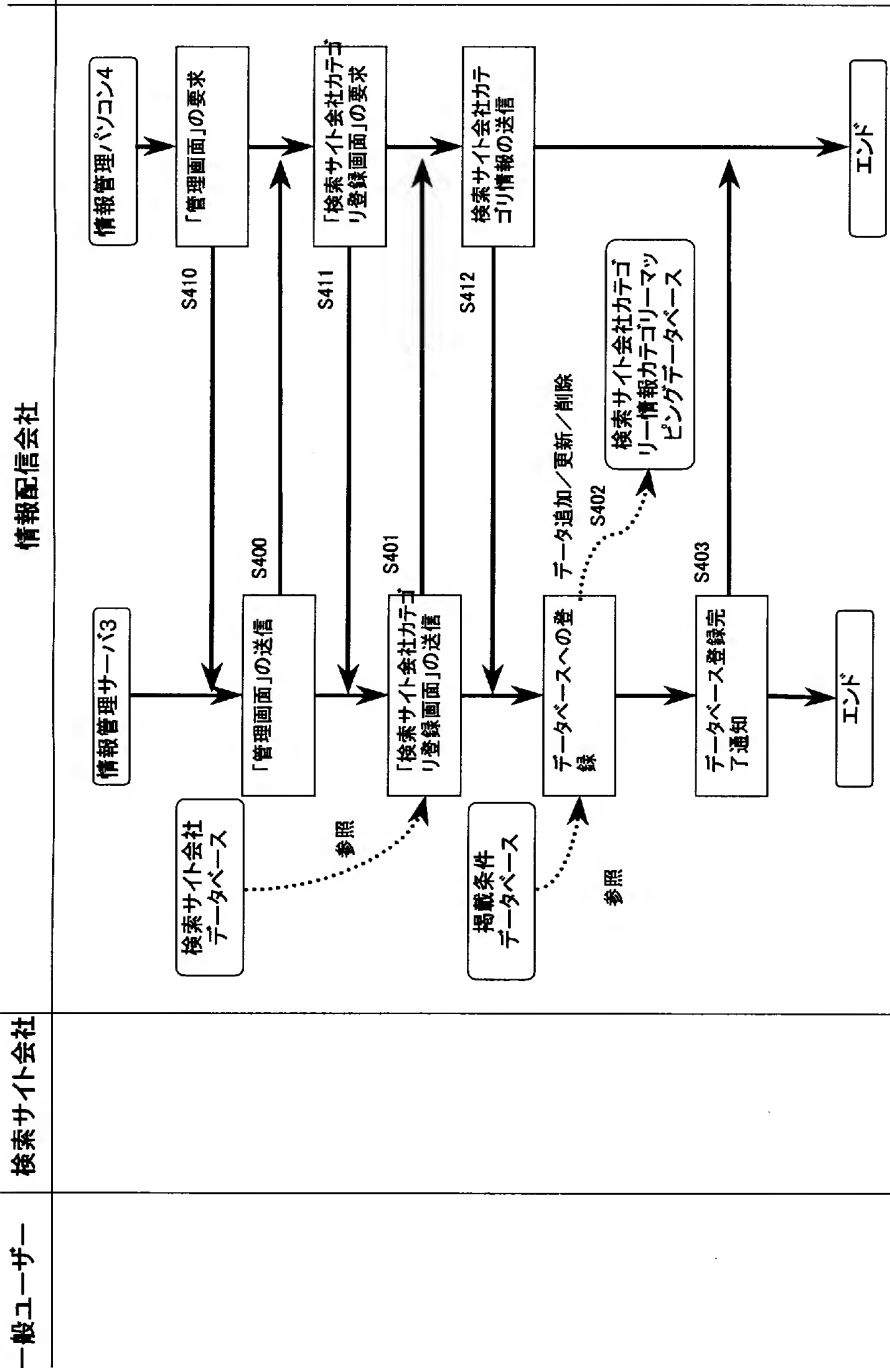 一般ユーザー
検索サイト会社
情報配信会社
情報管理サーバ3
情報管理パソコン4
「管理画面」の要求
S410
検索サイト会社
データベース
「管理画面」の送信
S400
「検索サイト会社カテゴ
リ登録画面」の要求
S411
参照
「検索サイト会社カテゴ
リ登録画面」の送信
S401
検索サイト会社カテ
ゴリ情報の送信
S412
掲載条件
データベース
参照
データベースへの登
録
データ追加／更新／削除
S402
検索サイト会社カテゴ
リー情報カテゴリーマッ
ピングデータベース
データベース登録完
了通知
S403
エンド
エンド